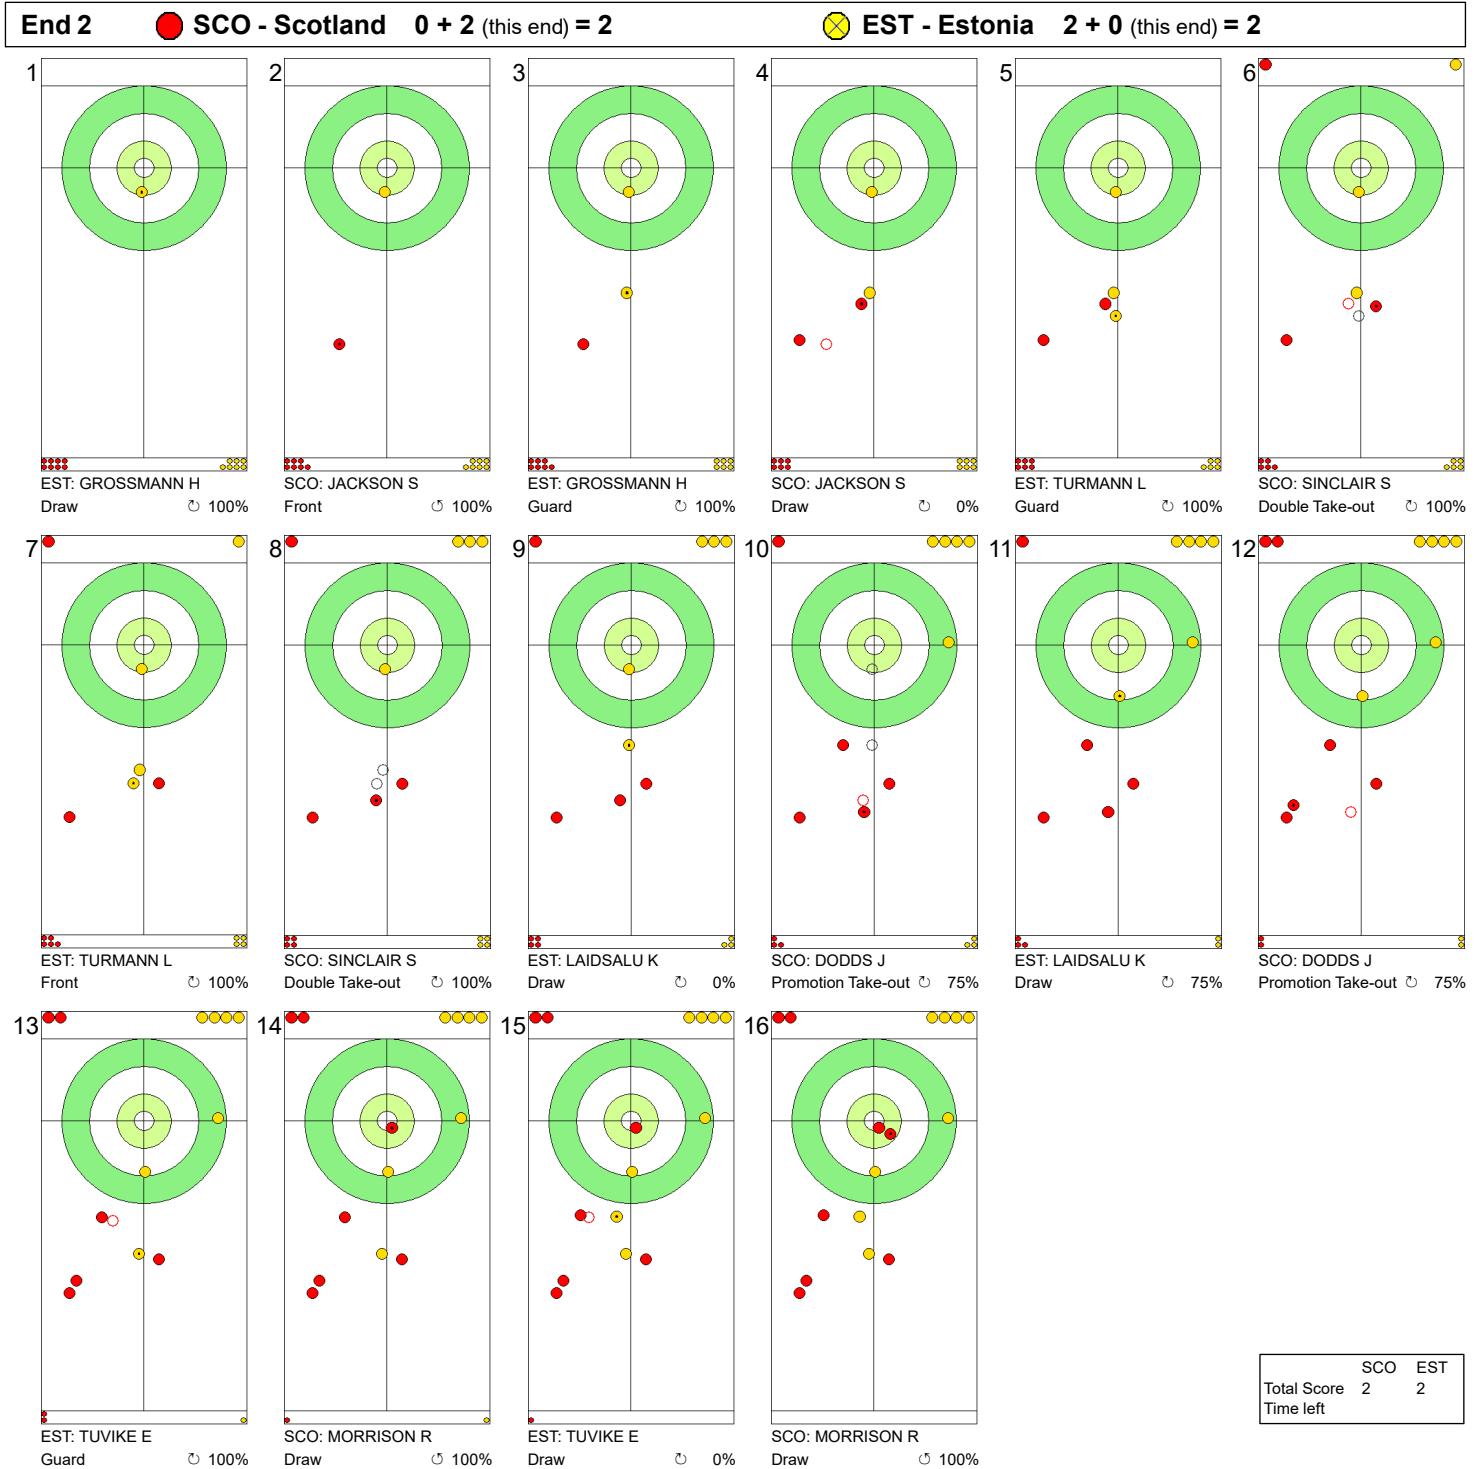 End 2 SCO - Scotland 0 + 2 (this end) = 2 EST - Estonia 2 + 0 (this end) = 2
1 2 3 4 5 6
EST: GROSSMANN H SCO: JACKSON S EST: GROSSMANN H SCO: JACKSON S EST: TURMANN L SCO: SINCLAIR S
Draw ↻ 100% Front ↻ 100% Guard ↻ 100% Draw ↻ 0% Guard ↻ 100% Double Take-out ↻ 100%
7 8 9 10 11 12
EST: TURMANN L SCO: SINCLAIR S EST: LAIDSALU K SCO: DODDS J EST: LAIDSALU K SCO: DODDS J
Front ↻ 100% Double Take-out ↻ 100% Draw ↻ 0% Promotion Take-out ↻ 75% Draw ↻ 75% Promotion Take-out ↻ 75%
13 14 15 16
EST: TUVIKE E SCO: MORRISON R EST: TUVIKE E SCO: MORRISON R
Guard ↻ 100% Draw ↻ 100% Draw ↻ 0% Draw ↻ 100%
SCO EST
Total Score 2 2
Time left